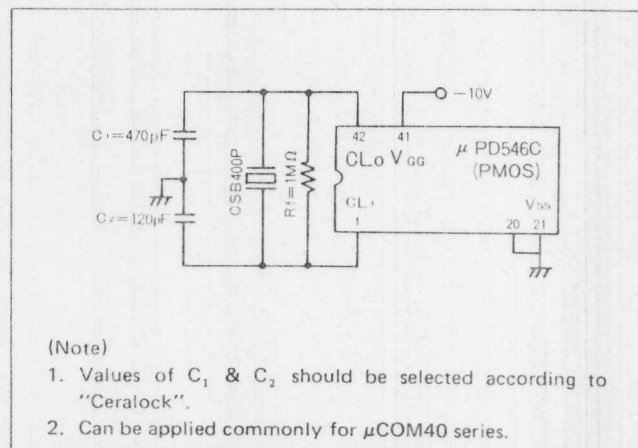 −10V
42 41
C₁=470pF
CLo VGG
μ PD546C
(PMOS)
CSB400P
Rf=1MΩ
CL₁
Vss
C₂=120pF
1
20 21
(Note)
1. Values of C₁ & C₂ should be selected according to
"Ceralock".
2. Can be applied commonly for μCOM40 series.